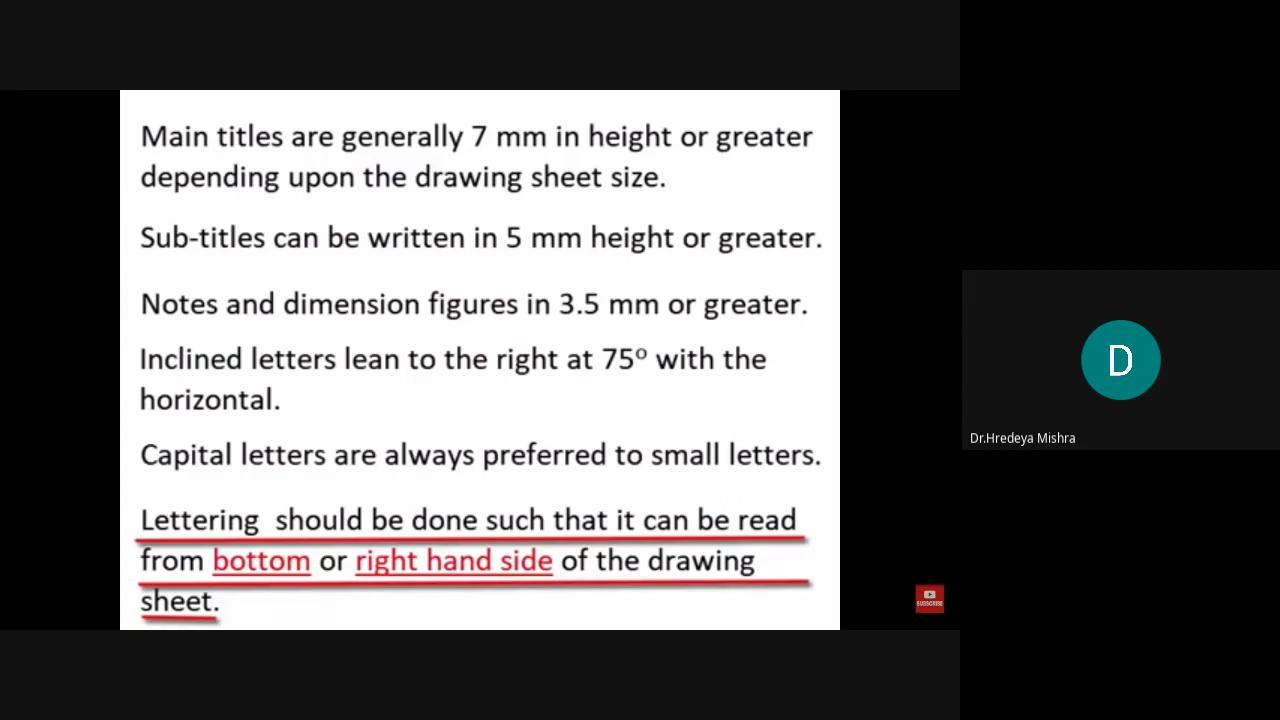 Main titles are generally 7 mm in height or greater
depending upon the drawing sheet size.
Sub-titles can be written in 5 mm height or greater.
Notes and dimension figures in 3.5 mm or greater.
Inclined letters lean to the right at 75º with the
horizontal.
Capital letters are always preferred to small letters.
Lettering should be done such that it can be read
from bottom or right hand side of the drawing
sheet.
SUBSCRIBE
D
Dr.Hredeya Mishra